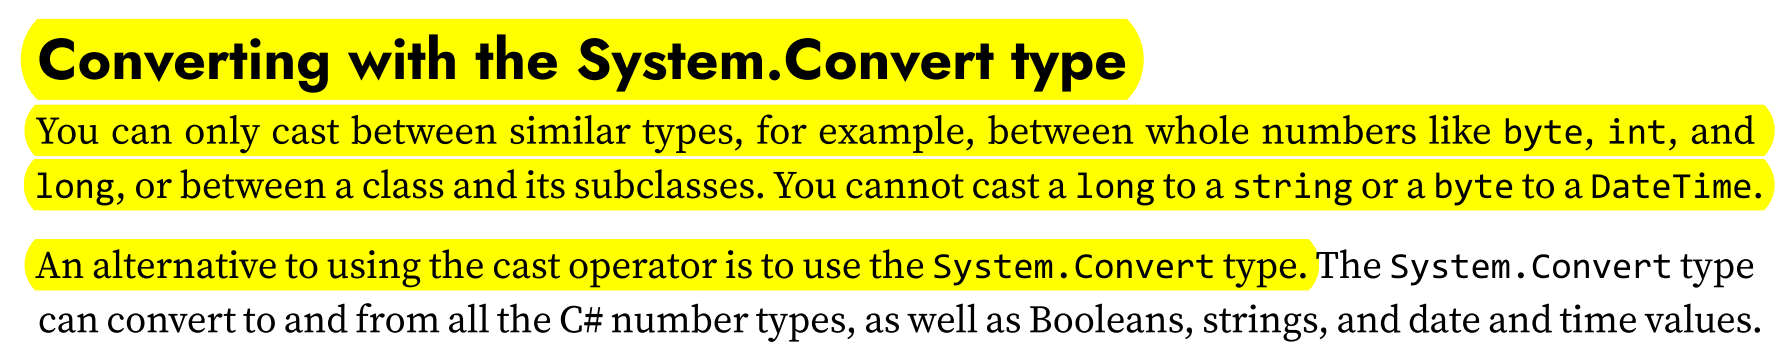 Converting with the System.Convert type
You can only cast between similar types, for example, between whole numbers like byte, int, and
long, or between a class and its subclasses. You cannot cast a long to a string or a byte to a DateTime.
An alternative to using the cast operator is to use the System.Convert type. The System.Convert type
can convert to and from all the C# number types, as well as Booleans, strings, and date and time values.